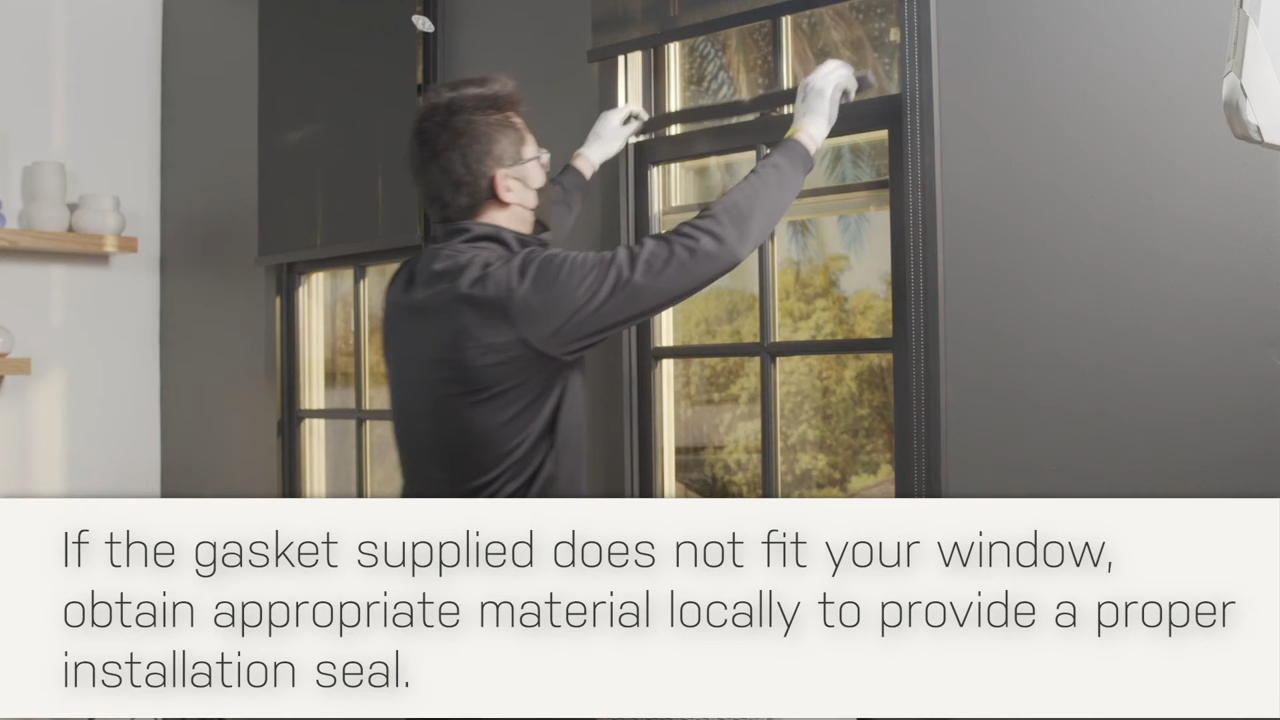 If the gasket supplied does not fit your window,
obtain appropriate material locally to provide a proper
installation seal.